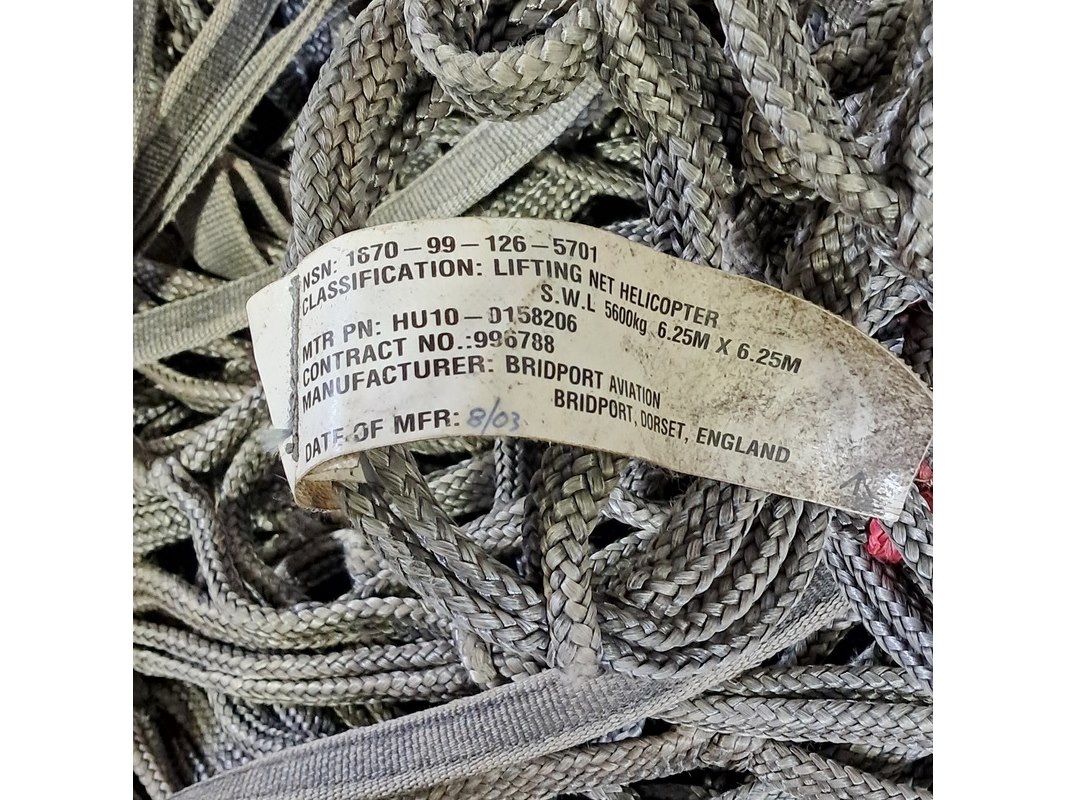 NSN: 1670-99-126-5701
CLASSIFICATION: LIFTING NET HELICOPTER
S.W.L 5600kg 6.25M X 6.25M
MTR PN: HU10-0158206
CONTRACT NO.:996788
MANUFACTURER: BRIDPORT AVIATION
BRIDPORT, DORSET, ENGLAND
DATE OF MFR: 8/03